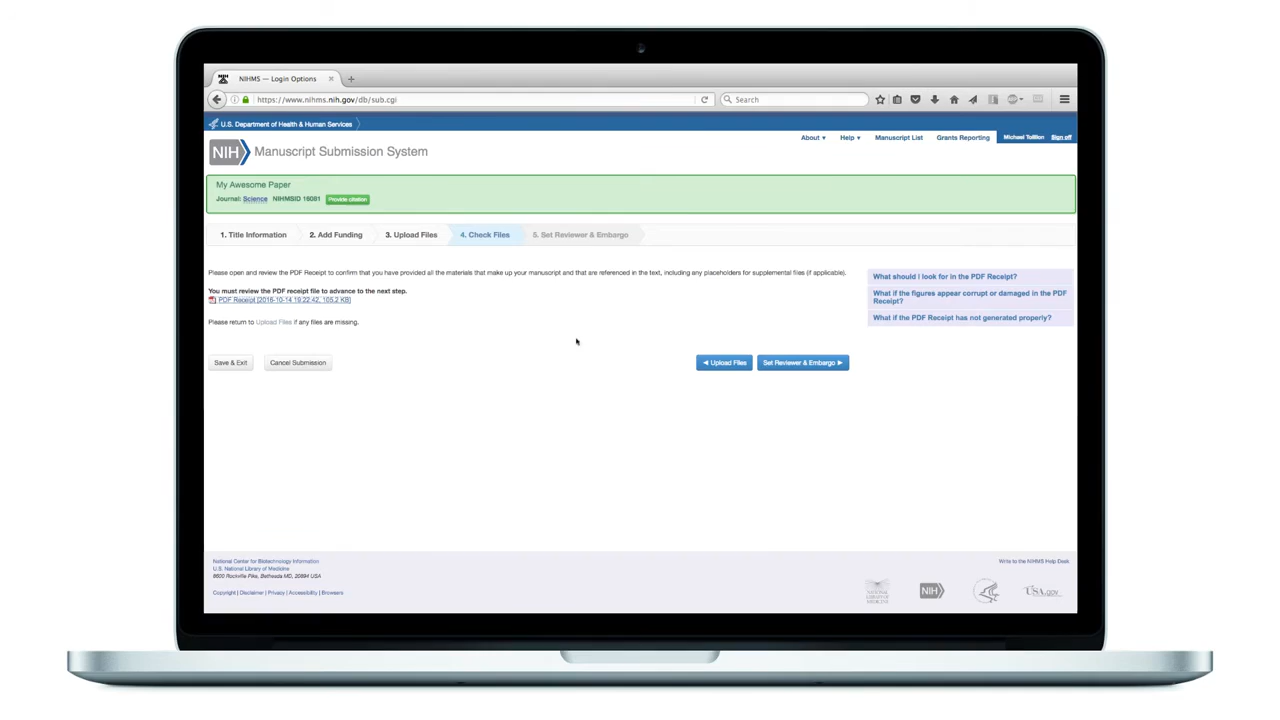 NIHMS — Login Options
https://www.nihms.nih.gov/db/sub.cgi
Search
U.S. Department of Health & Human Services
About
Help
Manuscript List
Grants Reporting
Sign off
NIH
Manuscript Submission System
My Awesome Paper
Journal: Science NIHMSID 16081 Provide citation
1. Title Information
2. Add Funding
3. Upload Files
4. Check Files
5. Set Reviewer & Embargo
Please open and review the PDF Receipt to confirm that you have provided all the materials that make up your manuscript and that are referenced in the text, including any placeholders for supplemental files (if applicable).
You must review the PDF receipt file to advance to the next step.
PDF Receipt [2016-10-14 19:22:42, 105.2 KB]
Please return to Upload Files if any files are missing.
What should I look for in the PDF Receipt?
What if the figures appear corrupt or damaged in the PDF
Receipt?
What if the PDF Receipt has not generated properly?
Save & Exit
Cancel Submission
Upload Files
Set Reviewer & Embargo
National Center for Biotechnology Information
U.S. National Library of Medicine
8600 Rockville Pike, Bethesda MD, 20894 USA
Copyright | Disclaimer | Privacy | Accessibility | Browsers
Write to the NIHMS Help Desk
NATIONAL
LIBRARY OF
MEDICINE
NIH
USA.gov